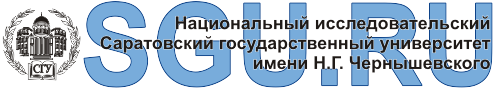 SGU.RU
Национальный исследовательский
Саратовский государственный университет
имени Н.Г. Чернышевского
СГУ